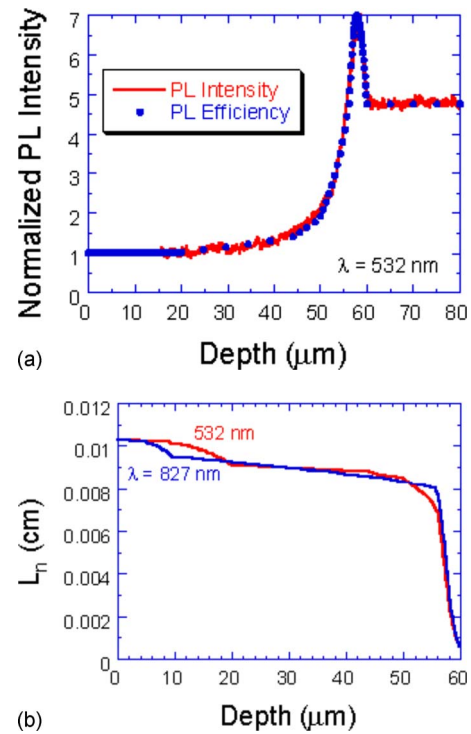 7
6
5
4
3
2
1
0
Normalized PL Intensity
PL Intensity
PL Efficiency
λ = 532 nm
0 10 20 30 40 50 60 70 80
(a)
Depth (μm)
0.012
0.01
0.008
0.006
0.004
0.002
0
Ln (cm)
532 nm
λ = 827 nm
0 10 20 30 40 50 60
(b)
Depth (μm)